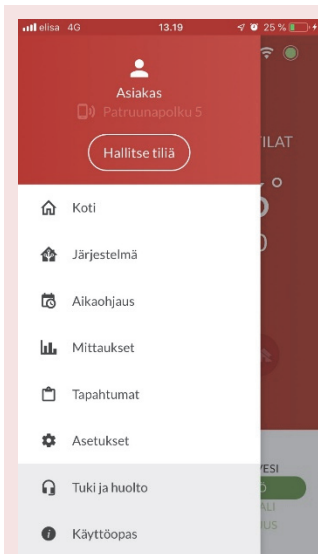 elisa 4G 13.19 25 %
Asiakas
Patruunapolku 5
Hallitse tiliä
ILAT
Koti
Järjestelmä
Aikaohjaus
Mittaukset
Tapahtumat
Asetukset
VESI
Tuki ja huolto
ALI
Käyttöopas